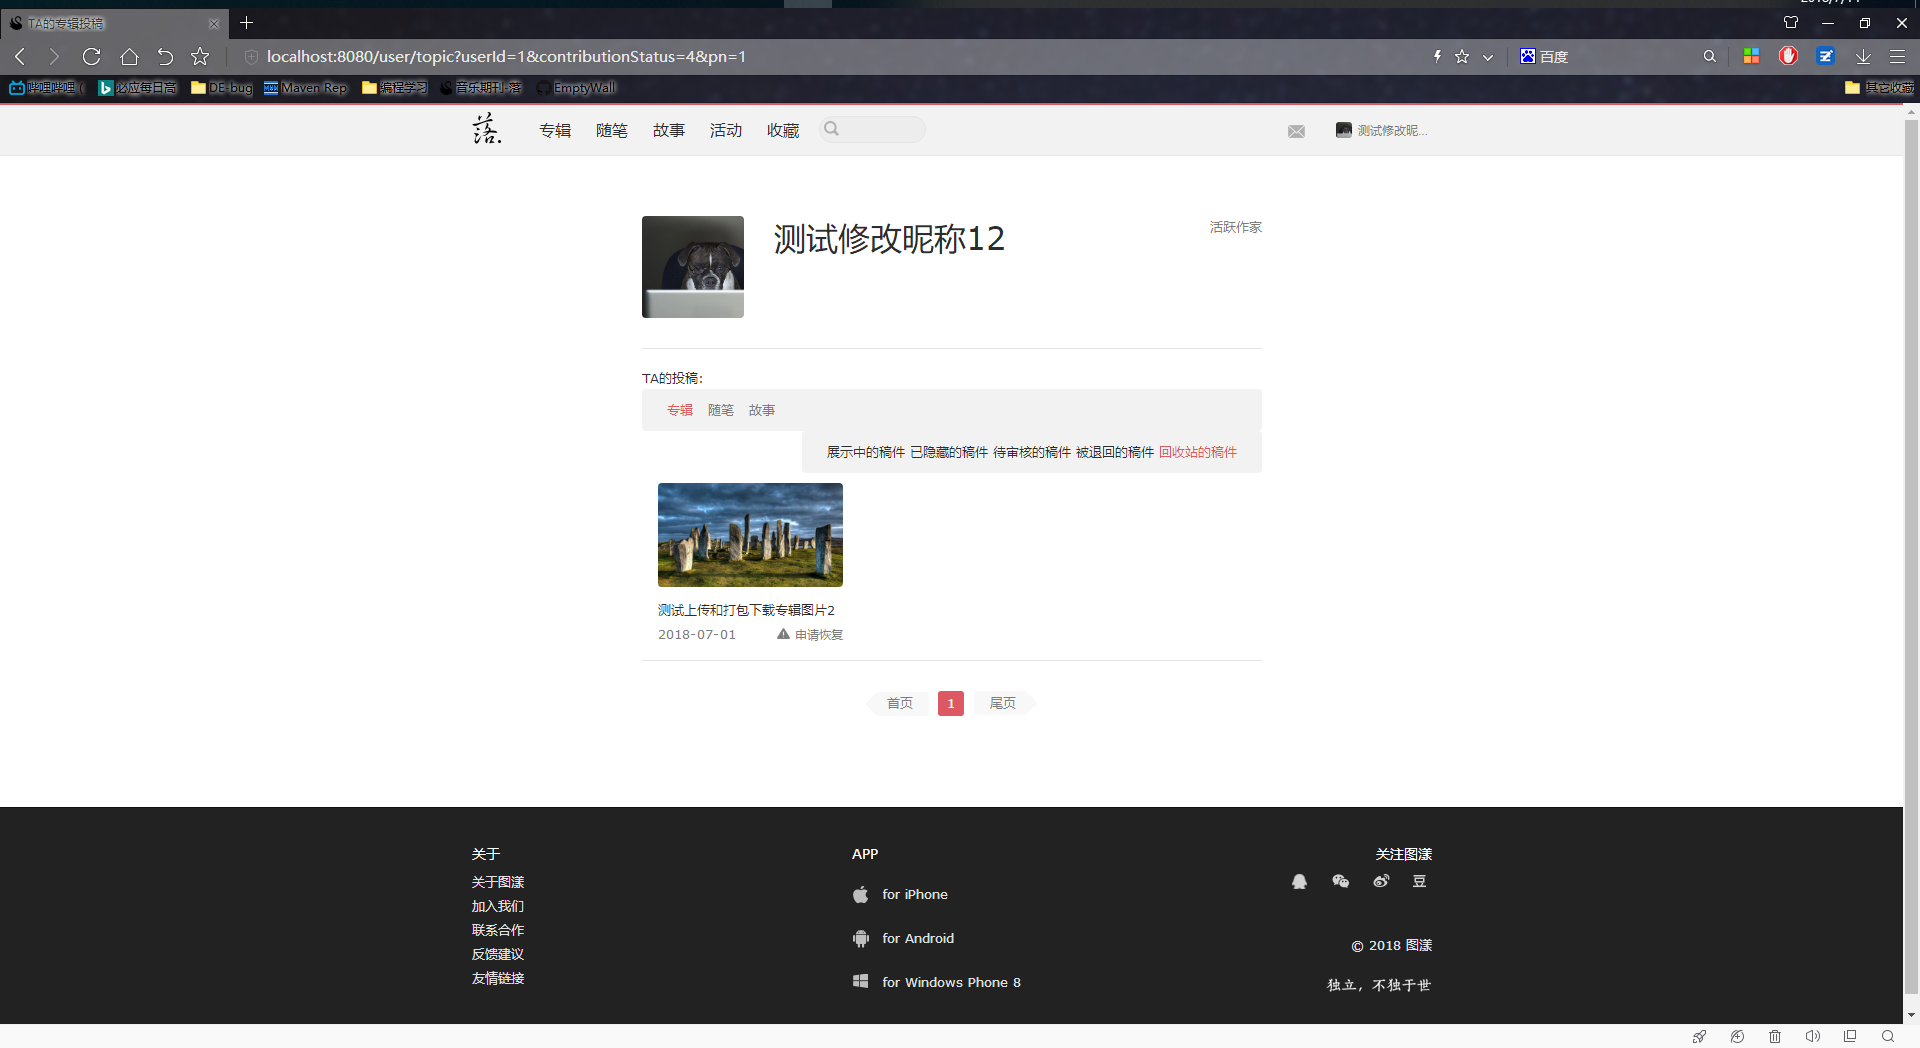 TA的专辑投稿
localhost:8080/user/topic?userId=1&contributionStatus=4&pn=1
百度
哔哩哔哩 (
必应每日高
DE-bug
Maven Rep
编程学习
音乐期刊-落
EmptyWall
其它收藏
落.
专辑 随笔 故事 活动 收藏
测试修改昵...
测试修改昵称12
活跃作家
TA的投稿：
专辑 随笔 故事
展示中的稿件 已隐藏的稿件 待审核的稿件 被退回的稿件 回收站的稿件
测试上传和打包下载专辑图片2
2018-07-01 申请恢复
首页 1 尾页
关于
关于图漾
加入我们
联系合作
反馈建议
友情链接
APP
for iPhone
for Android
for Windows Phone 8
关注图漾
豆
© 2018 图漾
独立，不独于世